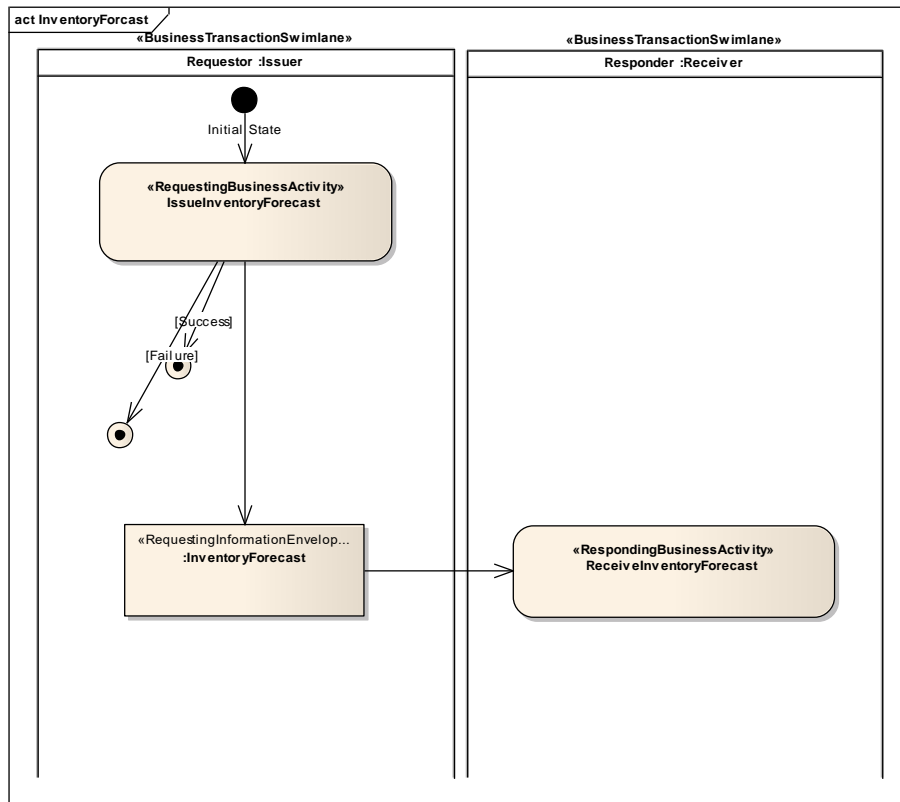 act InventoryForcast
«BusinessTransactionSwimlane»
Requestor :Issuer
«BusinessTransactionSwimlane»
Responder :Receiver
Initial State
«RequestingBusinessActivity»
IssueInventoryForecast
[Success]
[Failure]
«RequestingInformationEnvelop...
:InventoryForecast
«RespondingBusinessActivity»
ReceiveInventoryForecast